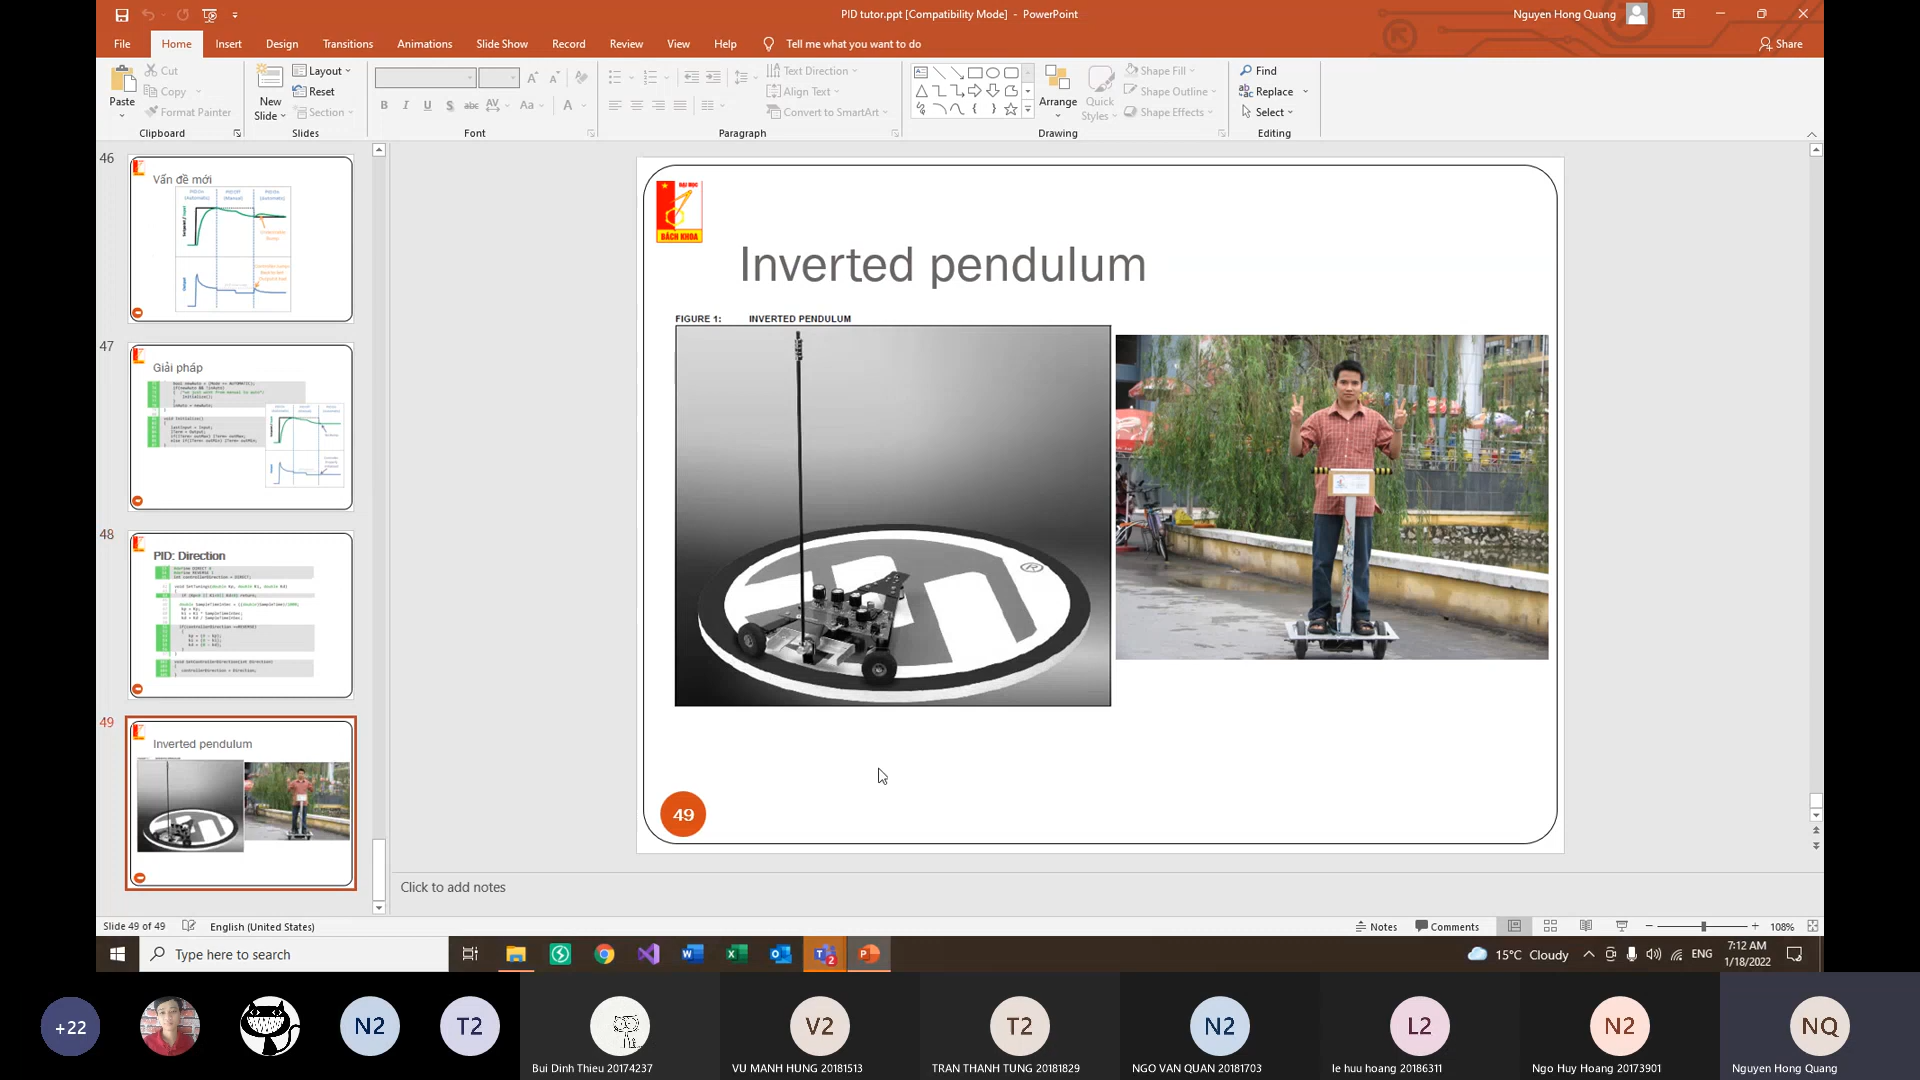 PID tutor.ppt [Compatibility Mode] - PowerPoint
Nguyen Hong Quang
File Home Insert Design Transitions Animations Slide Show Record Review View Help Tell me what you want to do
Share
Paste
Cut
Copy
Format Painter
Clipboard
New
Slide
Layout
Reset
Section
Slides
Font
Text Direction
Align Text
Convert to SmartArt
Paragraph
Arrange
Quick
Styles
Shape Fill
Shape Outline
Shape Effects
Drawing
Find
Replace
Select
Editing
46
Vấn đề mới
47
Giải pháp
48
PID: Direction
49
Inverted pendulum
ĐẠI HỌC
BÁCH KHOA
Inverted pendulum
FIGURE 1: INVERTED PENDULUM
49
Click to add notes
Slide 49 of 49
English (United States)
Notes
Comments
108%
Type here to search
15°C Cloudy
ENG
7:12 AM
1/18/2022
+22
N2
T2
Bui Dinh Thieu 20174237
V2
VU MANH HUNG 20181513
T2
TRAN THANH TUNG 20181829
N2
NGO VAN QUAN 20181703
L2
le huu hoang 20186311
N2
Ngo Huy Hoang 20173901
NQ
Nguyen Hong Quang